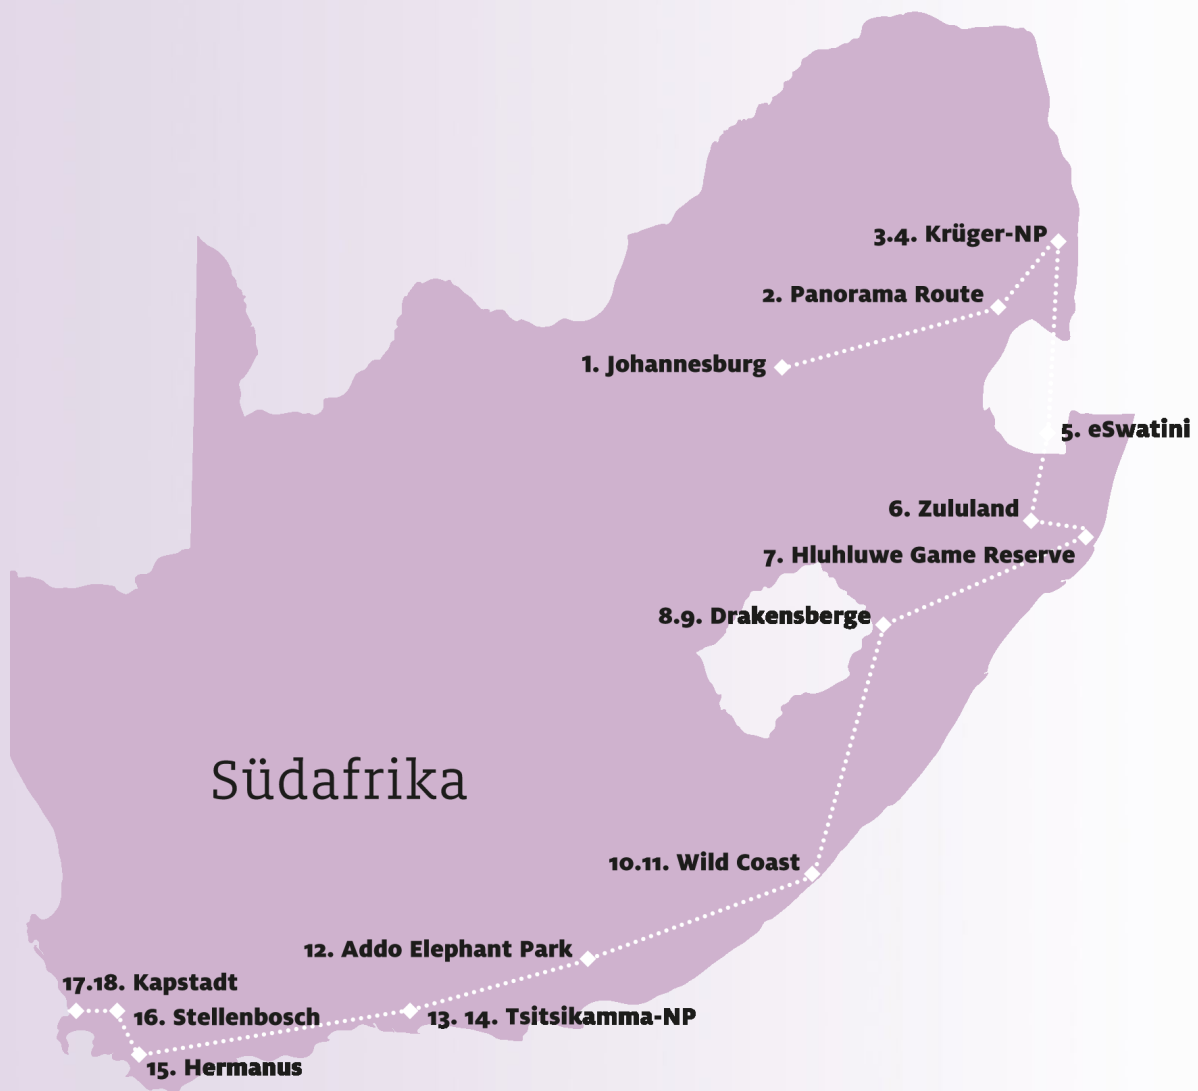 3.4. Krüger-NP
2. Panorama Route
1. Johannesburg
5. eSwatini
6. Zululand
7. Hluhluwe Game Reserve
8.9. Drakensberge
Südafrika
10.11. Wild Coast
12. Addo Elephant Park
17.18. Kapstadt
16. Stellenbosch
13. 14. Tsitsikamma-NP
15. Hermanus